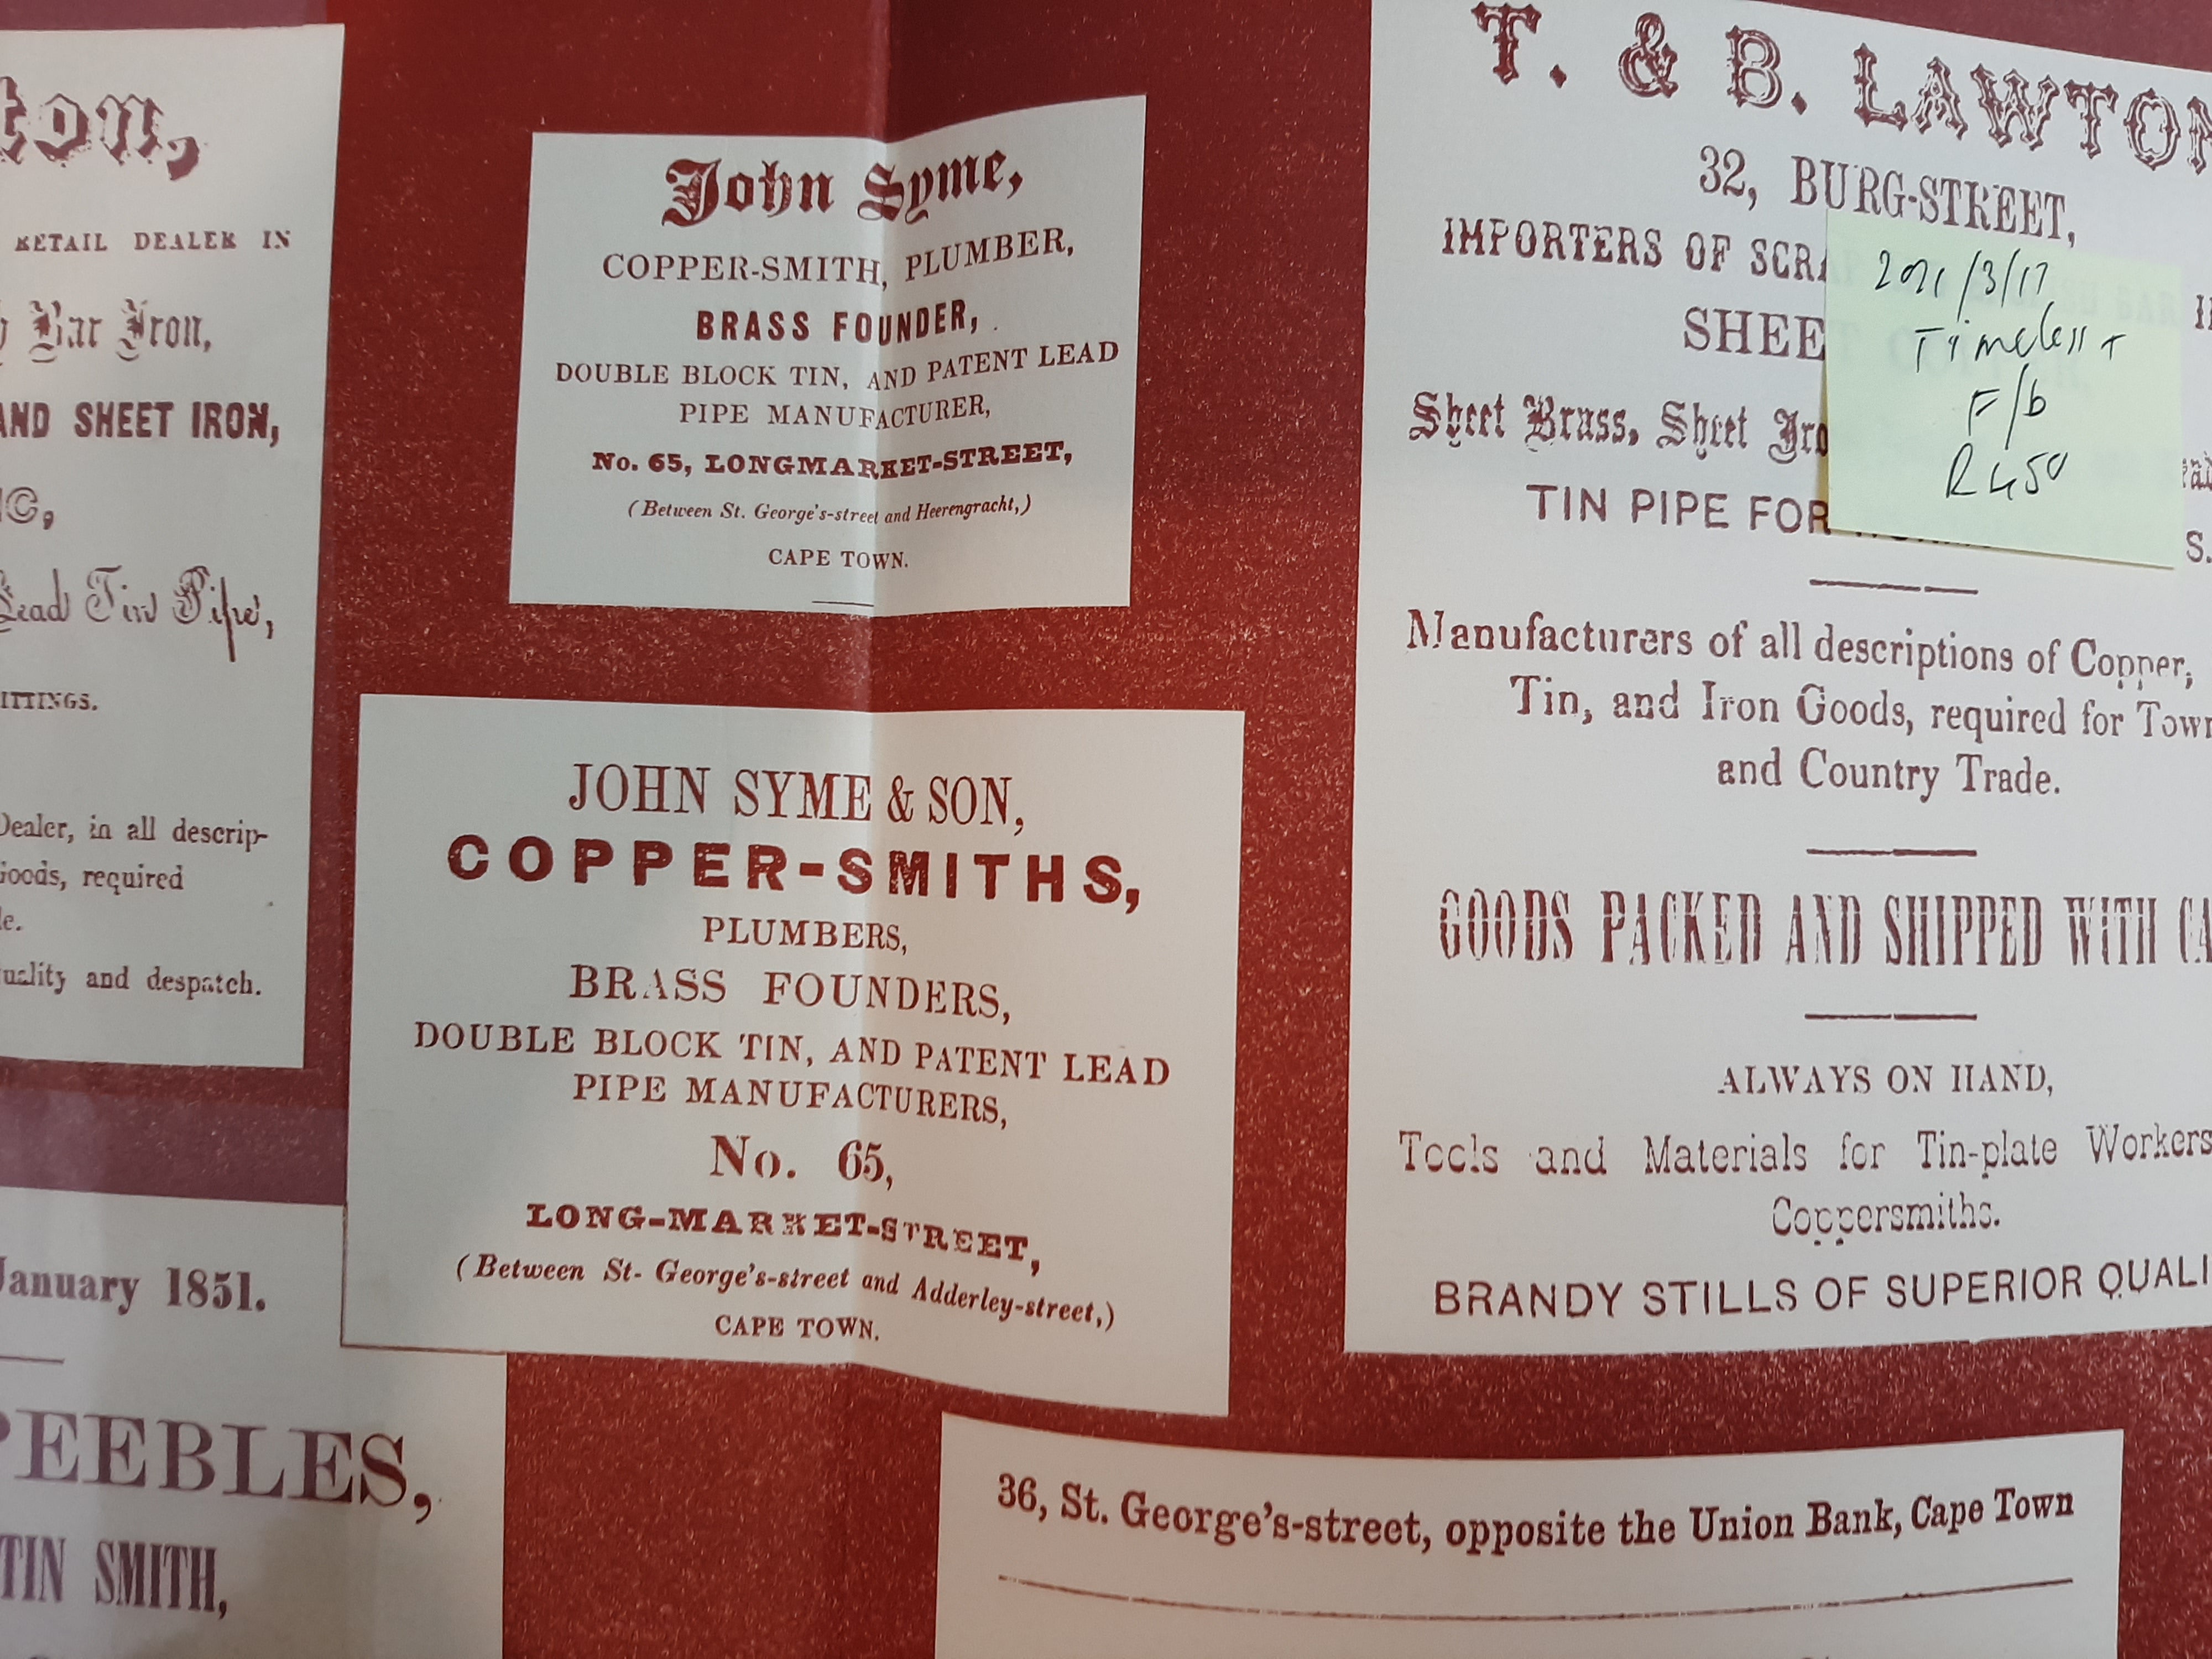 ton,
RETAIL DEALER IN
Bar Iron,
AND SHEET IRON,
Lead Tin Pipe,
ITTINGS.
Dealer, in all descrip-
Goods, required
le.
uality and despatch.
John Syme,
COPPER-SMITH, PLUMBER,
BRASS FOUNDER,
DOUBLE BLOCK TIN, AND PATENT LEAD
PIPE MANUFACTURER,
No. 65, LONGMARKET-STREET,
(Between St. George's-street and Heerengracht,)
CAPE TOWN.
JOHN SYME & SON,
COPPER-SMITHS,
PLUMBERS,
BRASS FOUNDERS,
DOUBLE BLOCK TIN, AND PATENT LEAD
PIPE MANUFACTURERS,
No. 65,
LONG-MARKET-STREET,
(Between St- George's-street and Adderley-street,)
CAPE TOWN.
T. & B. LAWTON
32, BURG-STREET,
IMPORTERS OF SCRA
SHEE
Sheet Brass, Sheet Iro
TIN PIPE FOR
S.
2021/3/17
Timeless +
F/b
R450
Manufacturers of all descriptions of Copper,
Tin, and Iron Goods, required for Town
and Country Trade.
GOODS PACKED AND SHIPPED WITH CA
ALWAYS ON HAND,
Tools and Materials for Tin-plate Workers
Coppersmiths.
BRANDY STILLS OF SUPERIOR QUALI
January 1851.
PEEBLES,
TIN SMITH,
36, St. George's-street, opposite the Union Bank, Cape Town